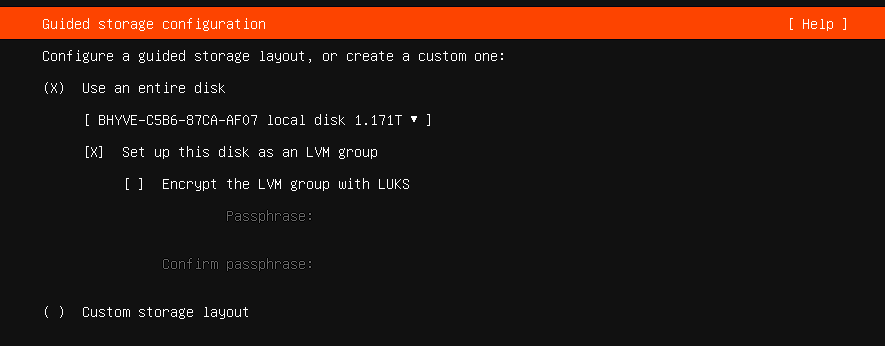 Guided storage configuration [ Help ]
Configure a guided storage layout, or create a custom one:
(X) Use an entire disk
[ BHYVE-C5B6-87CA-AF07 local disk 1.171T ▾ ]
[X] Set up this disk as an LVM group
[ ] Encrypt the LVM group with LUKS
Passphrase:
Confirm passphrase:
( ) Custom storage layout